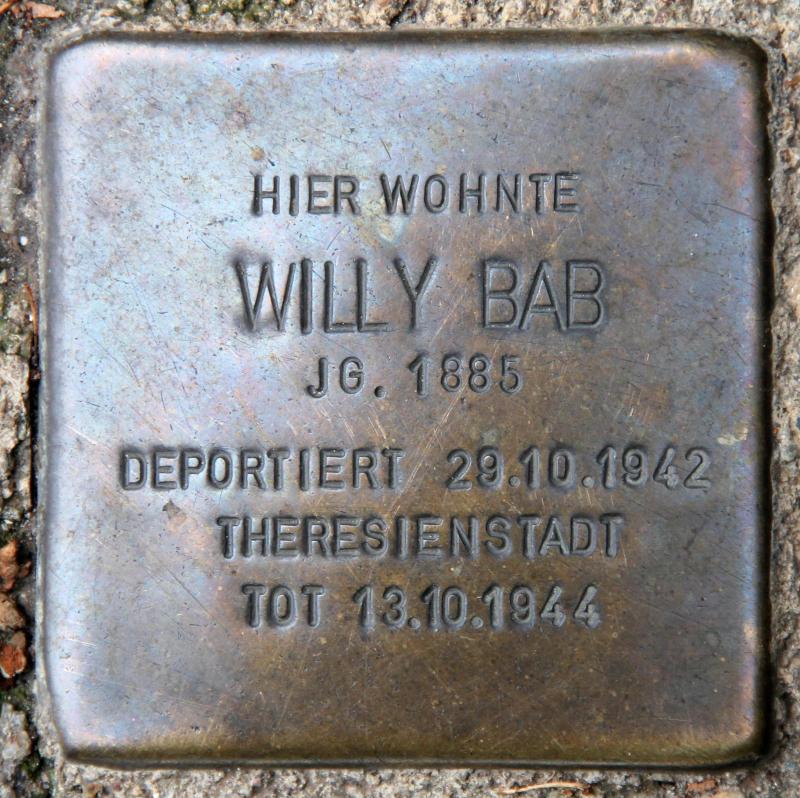 HIER WOHNTE
WILLY BAB
JG. 1885
DEPORTIERT 29.10.1942
THERESIENSTADT
TOT 13.10.1944